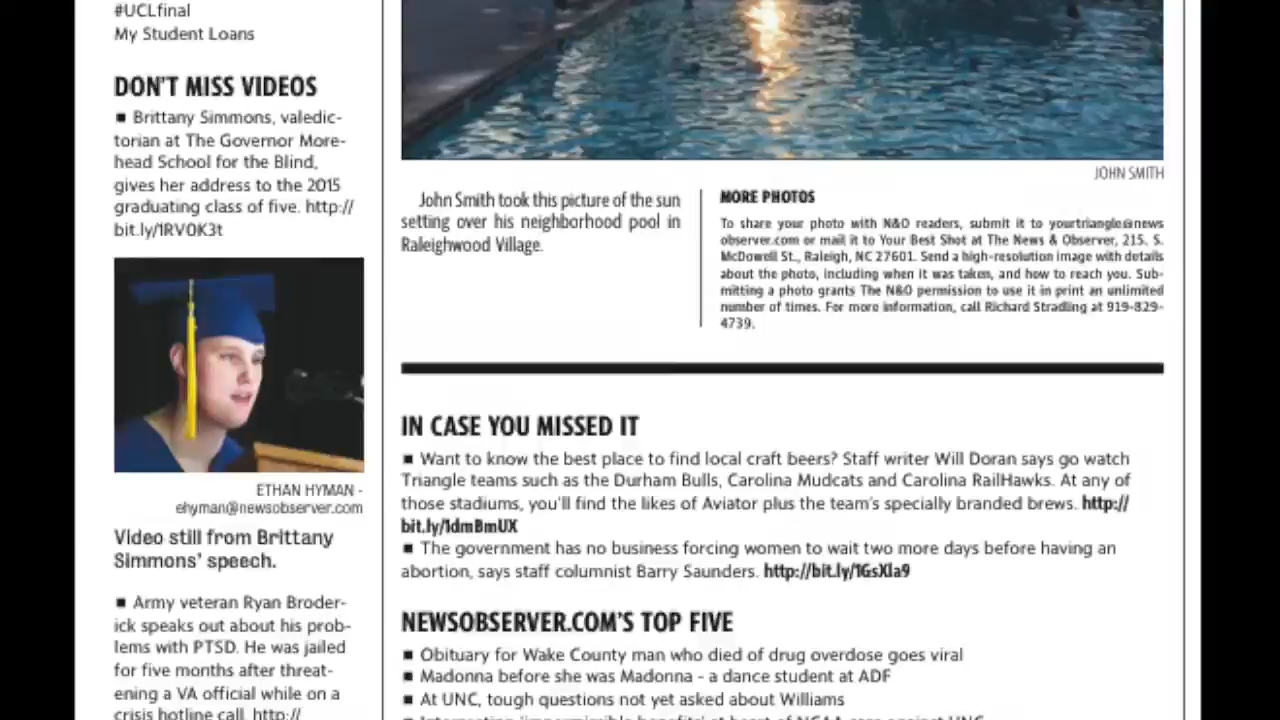 #UCLfinal
My Student Loans
DON'T MISS VIDEOS
■ Brittany Simmons, valedic-
torian at The Governor More-
head School for the Blind,
gives her address to the 2015
graduating class of five. http://
bit.ly/1RV0K3t
ETHAN HYMAN -
ehyman@newsobserver.com
Video still from Brittany
Simmons' speech.
■ Army veteran Ryan Broder-
ick speaks out about his prob-
lems with PTSD. He was jailed
for five months after threat-
ening a VA official while on a
crisis hotline call. http://
JOHN SMITH
John Smith took this picture of the sun
setting over his neighborhood pool in
Raleighwood Village.
MORE PHOTOS
To share your photo with N&O readers, submit it to yourtriangle@news
observer.com or mail it to Your Best Shot at The News & Observer, 215. S.
McDowell St., Raleigh, NC 27601. Send a high-resolution image with details
about the photo, including when it was taken, and how to reach you. Sub-
mitting a photo grants The N&O permission to use it in print an unlimited
number of times. For more information, call Richard Stradling at 919-829-
4739.
IN CASE YOU MISSED IT
■ Want to know the best place to find local craft beers? Staff writer Will Doran says go watch
Triangle teams such as the Durham Bulls, Carolina Mudcats and Carolina RailHawks. At any of
those stadiums, you'll find the likes of Aviator plus the team's specially branded brews. http://
bit.ly/1dmBmUX
■ The government has no business forcing women to wait two more days before having an
abortion, says staff columnist Barry Saunders. http://bit.ly/1GsXla9
NEWSOBSERVER.COM'S TOP FIVE
■ Obituary for Wake County man who died of drug overdose goes viral
■ Madonna before she was Madonna - a dance student at ADF
■ At UNC, tough questions not yet asked about Williams